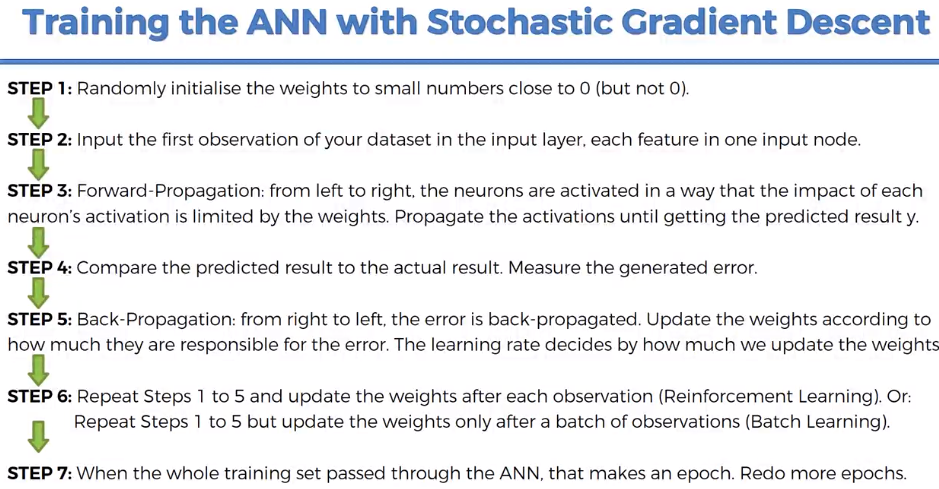 Training the ANN with Stochastic Gradient Descent
STEP 1: Randomly initialise the weights to small numbers close to 0 (but not 0).
STEP 2: Input the first observation of your dataset in the input layer, each feature in one input node.
STEP 3: Forward-Propagation: from left to right, the neurons are activated in a way that the impact of each
neuron's activation is limited by the weights. Propagate the activations until getting the predicted result y.
STEP 4: Compare the predicted result to the actual result. Measure the generated error.
STEP 5: Back-Propagation: from right to left, the error is back-propagated. Update the weights according to
how much they are responsible for the error. The learning rate decides by how much we update the weights
STEP 6: Repeat Steps 1 to 5 and update the weights after each observation (Reinforcement Learning). Or:
Repeat Steps 1 to 5 but update the weights only after a batch of observations (Batch Learning).
STEP 7: When the whole training set passed through the ANN, that makes an epoch. Redo more epochs.